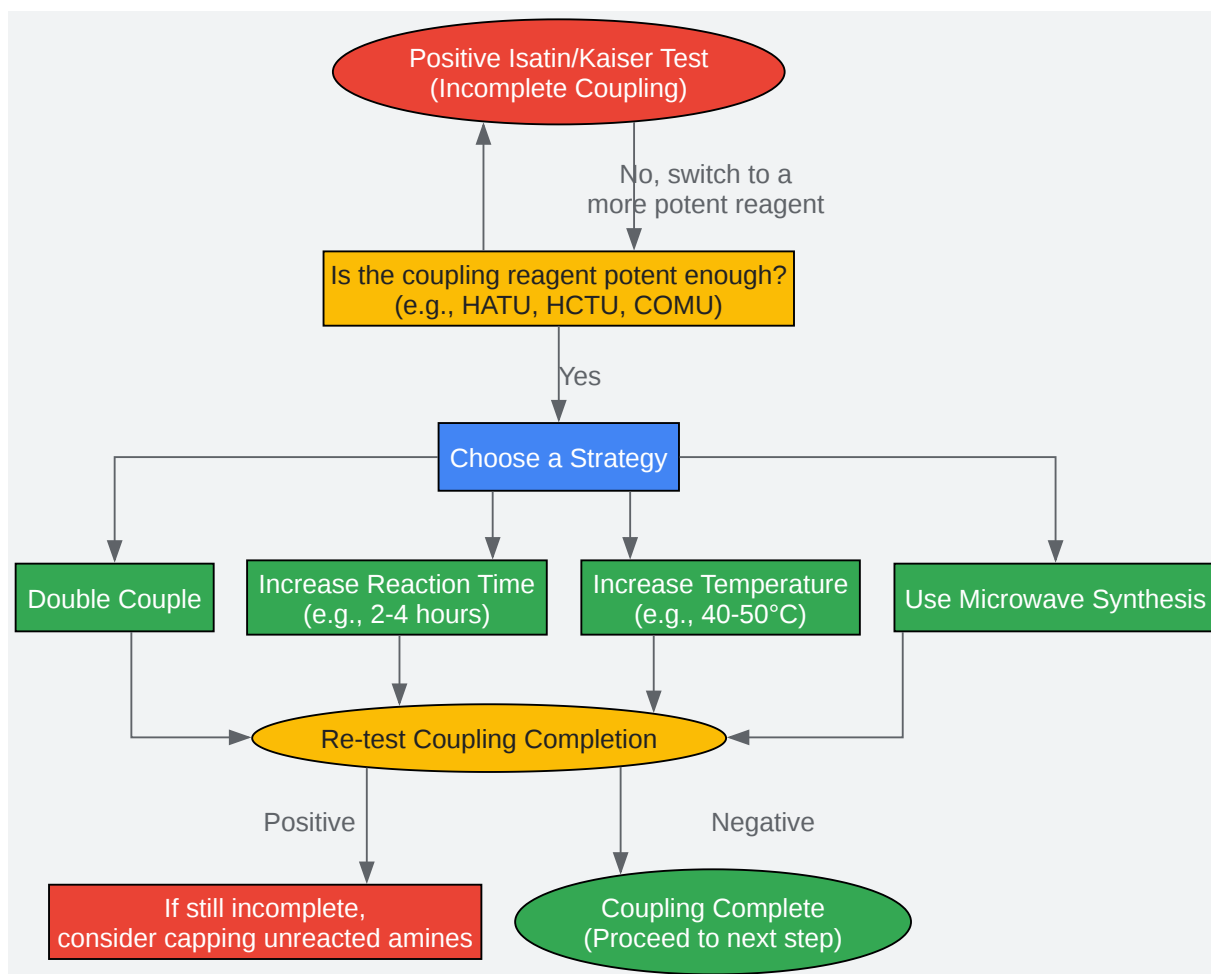 Positive Isatin/Kaiser Test
(Incomplete Coupling)
No, switch to a
more potent reagent
Is the coupling reagent potent enough?
(e.g., HATU, HCTU, COMU)
Yes
Choose a Strategy
Double Couple
Increase Reaction Time
(e.g., 2-4 hours)
Increase Temperature
(e.g., 40-50°C)
Use Microwave Synthesis
Re-test Coupling Completion
Positive
Negative
If still incomplete,
consider capping unreacted amines
Coupling Complete
(Proceed to next step)